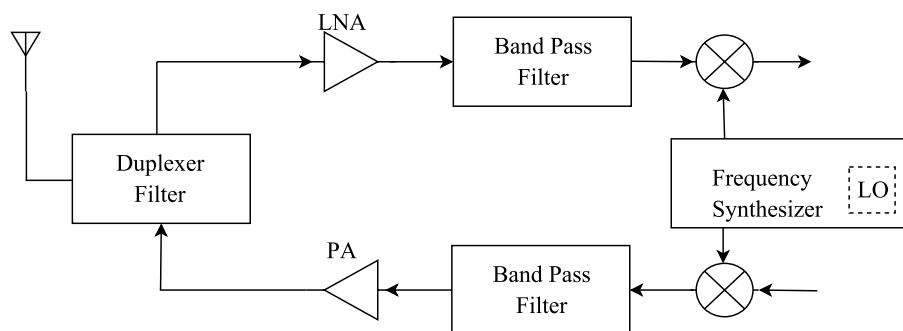 LNA
Band Pass
Filter
Duplexer
Filter
Frequency
Synthesizer
LO
PA
Band Pass
Filter